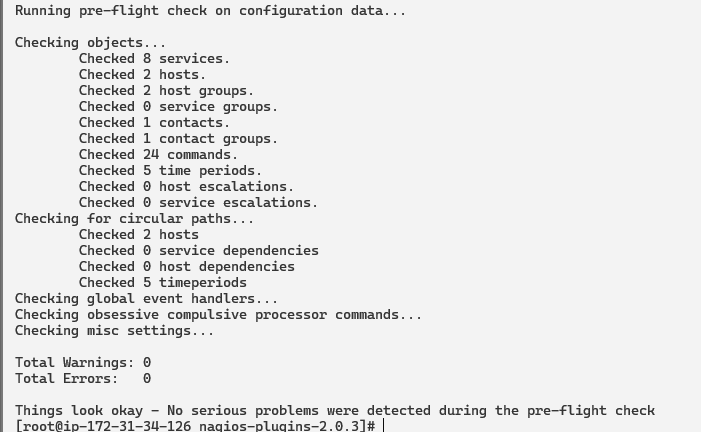 Running pre-flight check on configuration data...
Checking objects...
Checked 8 services.
Checked 2 hosts.
Checked 2 host groups.
Checked 0 service groups.
Checked 1 contacts.
Checked 1 contact groups.
Checked 24 commands.
Checked 5 time periods.
Checked 0 host escalations.
Checked 0 service escalations.
Checking for circular paths...
Checked 2 hosts
Checked 0 service dependencies
Checked 0 host dependencies
Checked 5 timeperiods
Checking global event handlers...
Checking obsessive compulsive processor commands...
Checking misc settings...
Total Warnings: 0
Total Errors:   0
Things look okay - No serious problems were detected during the pre-flight check
[root@ip-172-31-34-126 nagios-plugins-2.0.3]#